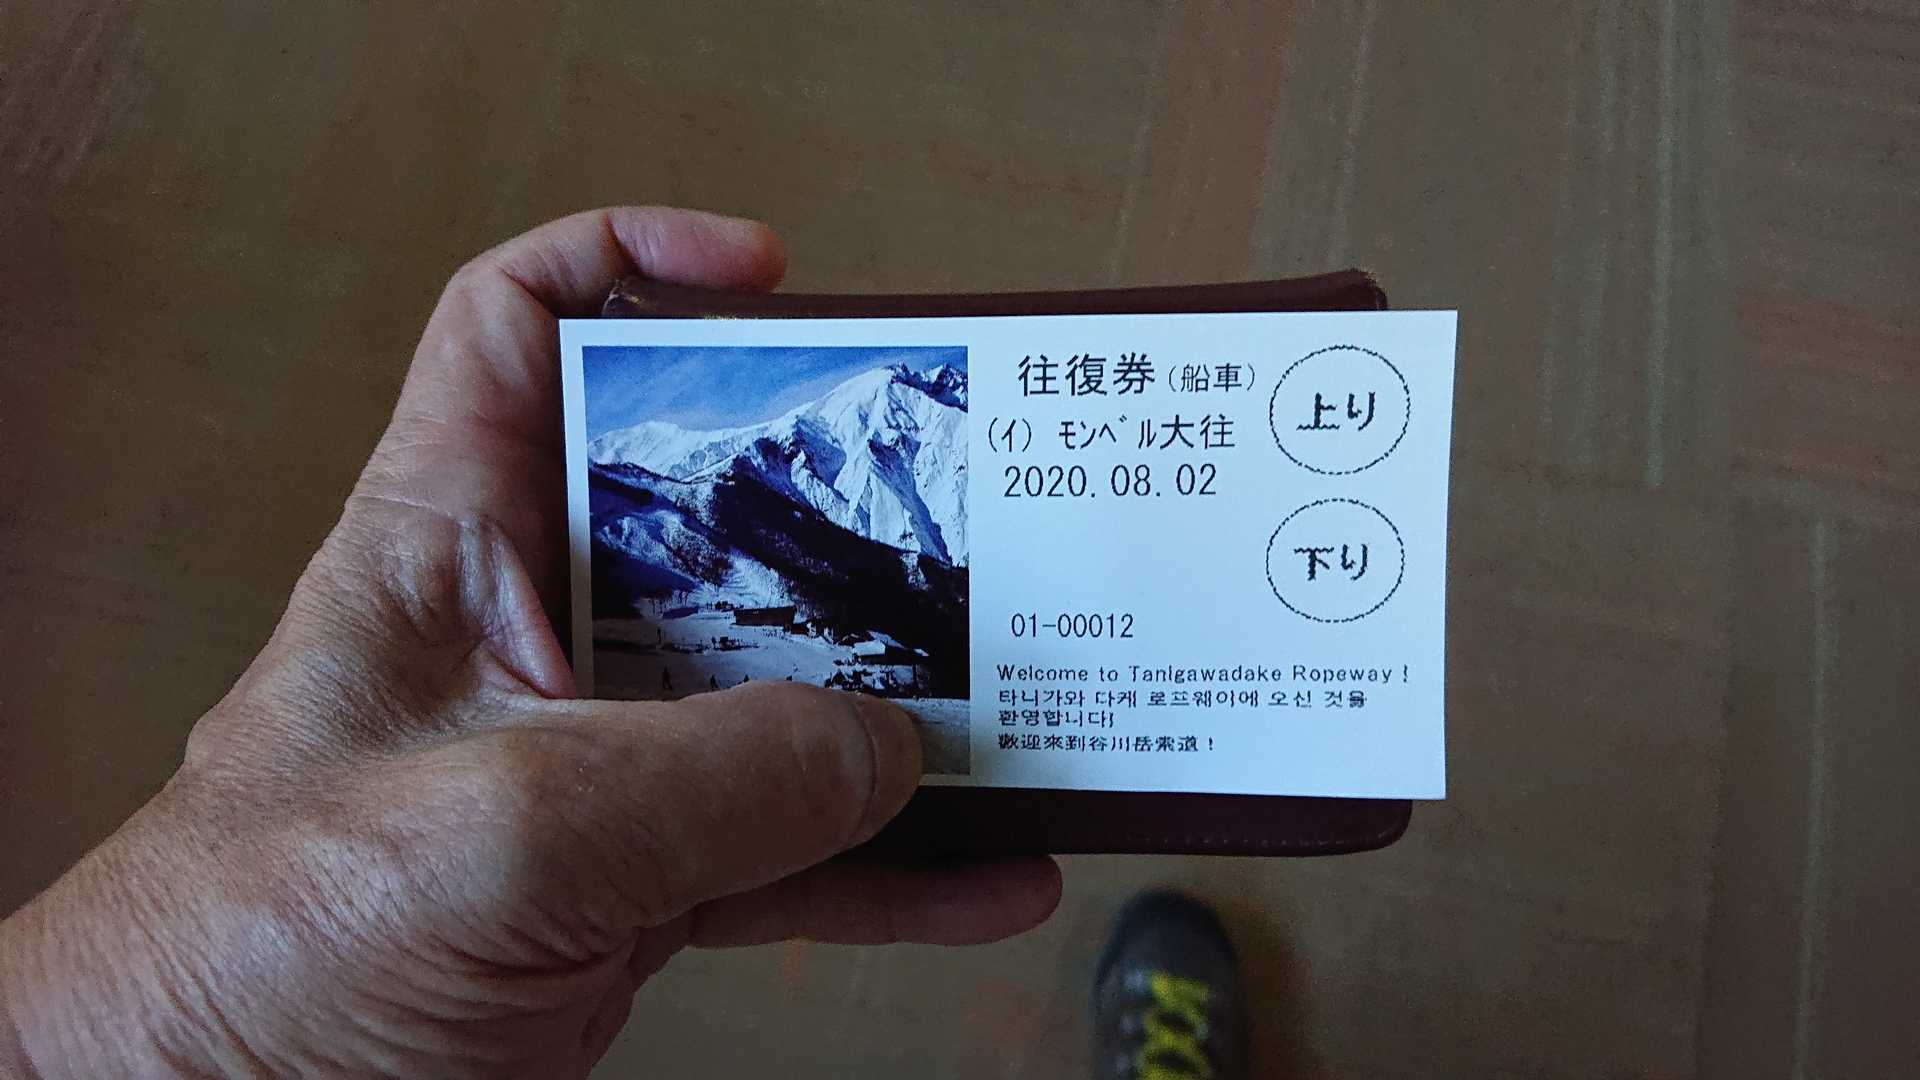 往復券(船車)
(ｲ) ﾓﾝﾍﾞﾙ大往
2020.08.02
上り
下り
01-00012
Welcome to Tanigawadake Ropeway !
타니가와 다케 로프웨이에 오신 것을
환영합니다!
歡迎來到谷川岳索道！